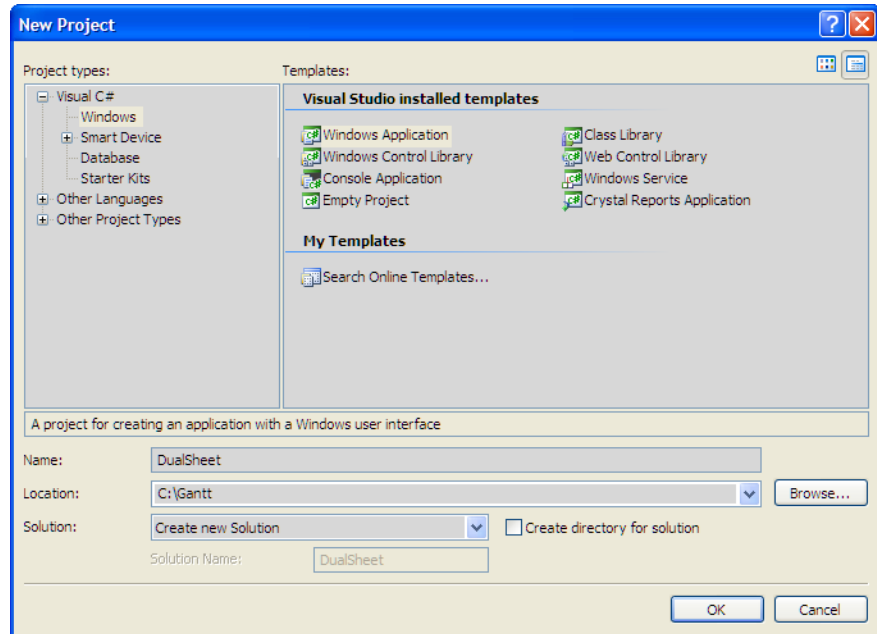 New Project
Project types:
Templates:
Visual C#
Windows
Smart Device
Database
Starter Kits
Other Languages
Other Project Types
Visual Studio installed templates
Windows Application
Class Library
Windows Control Library
Web Control Library
Console Application
Windows Service
Empty Project
Crystal Reports Application
My Templates
Search Online Templates...
A project for creating an application with a Windows user interface
Name:
DualSheet
Location:
C:\Gantt
Browse...
Solution:
Create new Solution
Create directory for solution
Solution Name:
DualSheet
OK
Cancel